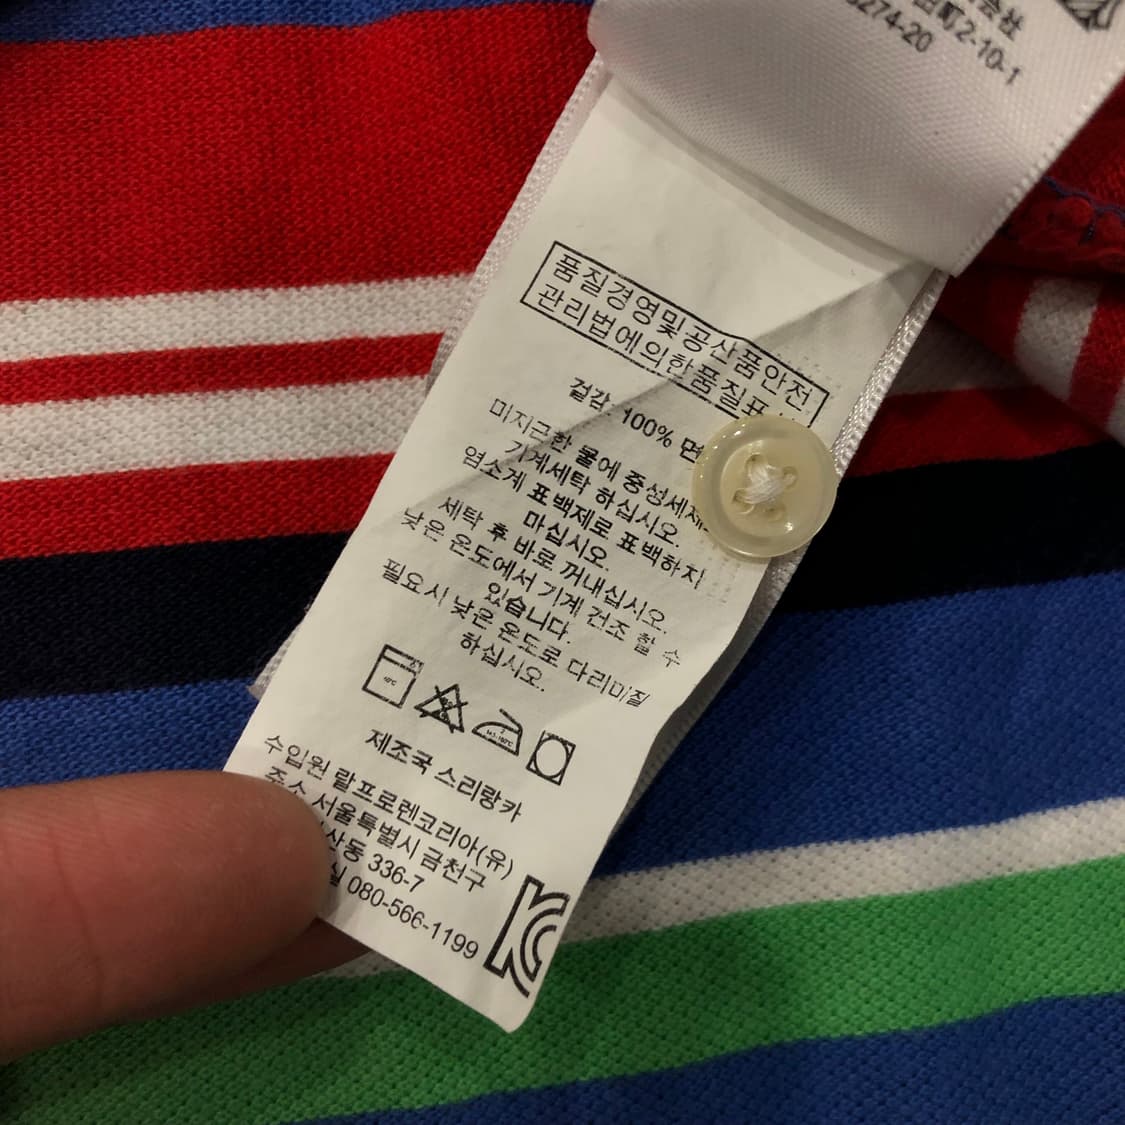 2-10-1
274-20
품질경영및공산품안전
관리법에의한품질표
겉감: 100% 면
미지근한 물에 중성세제
기계세탁 하십시오.
염소계 표백제로 표백하지
마십시오.
세탁 후 바로 꺼내십시오.
낮은 온도에서 기계 건조 할 수
있습니다.
필요시 낮은 온도로 다리미질
하십시오.
제조국 스리랑카
수입원 랄프로렌코리아(유)
주소 서울특별시 금천구
산동 336-7
실 080-566-1199